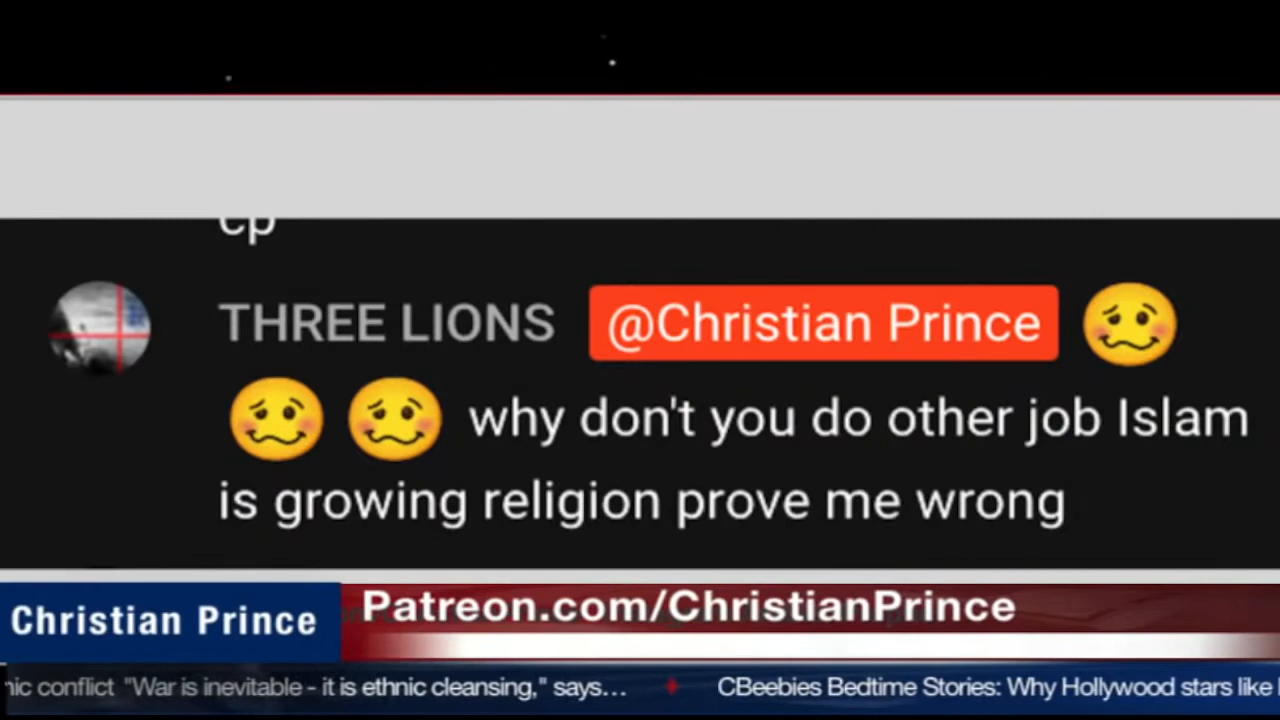 cp
THREE LIONS @Christian Prince
why don't you do other job Islam
is growing religion prove me wrong
Christian Prince
Patreon.com/ChristianPrince
nic conflict "War is inevitable - it is ethnic cleansing," says...
CBeebies Bedtime Stories: Why Hollywood stars like